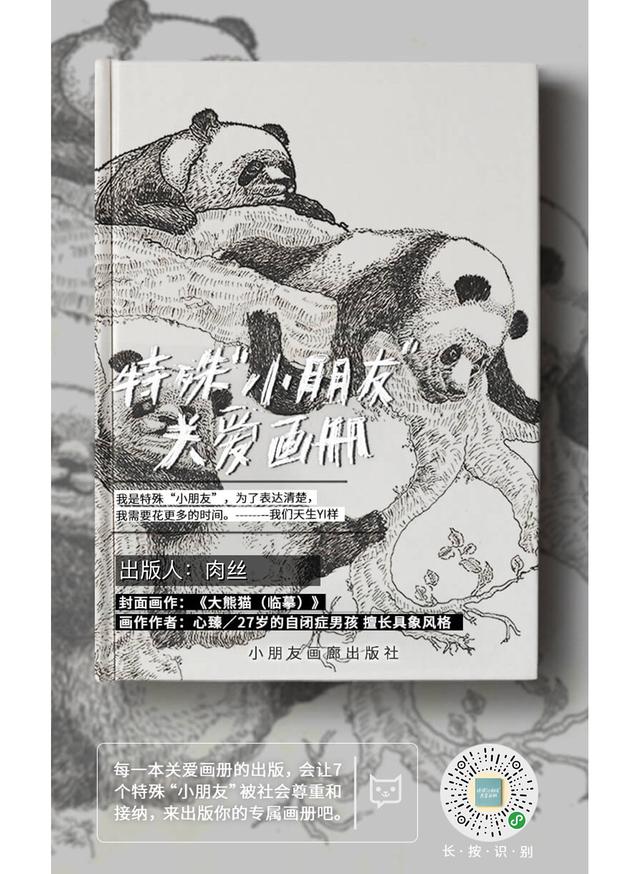 特殊“小朋友”
关爱画册
我是特殊“小朋友”，为了表达清楚，
我需要花更多的时间。--------我们天生YI样
出版人：肉丝
封面画作：《大熊猫（临摹）》
画作作者：心臻／27岁的自闭症男孩 擅长具象风格
小朋友画廊出版社
每一本关爱画册的出版，会让7
个特殊“小朋友”被社会尊重和
接纳，来出版你的专属画册吧。
长·按·识·别